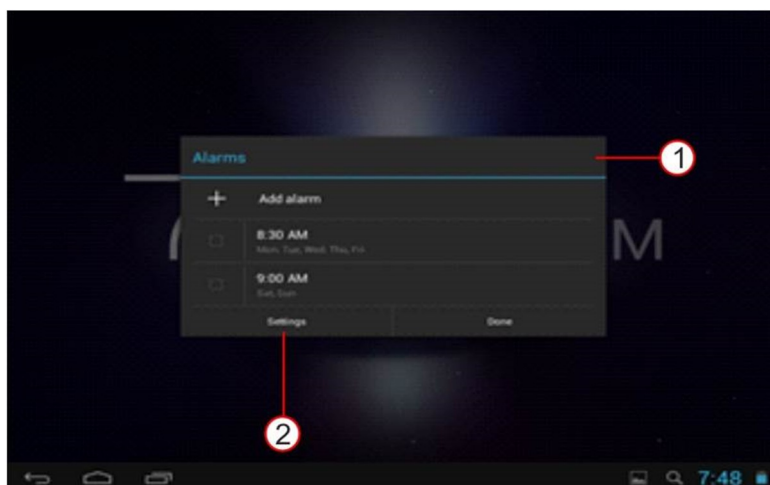 Alarms
1
Add alarm
8:30 AM
Mon, Tue, Wed, Thu, Fri
M
9:00 AM
Sat, Sun
Settings
Done
2
7:48